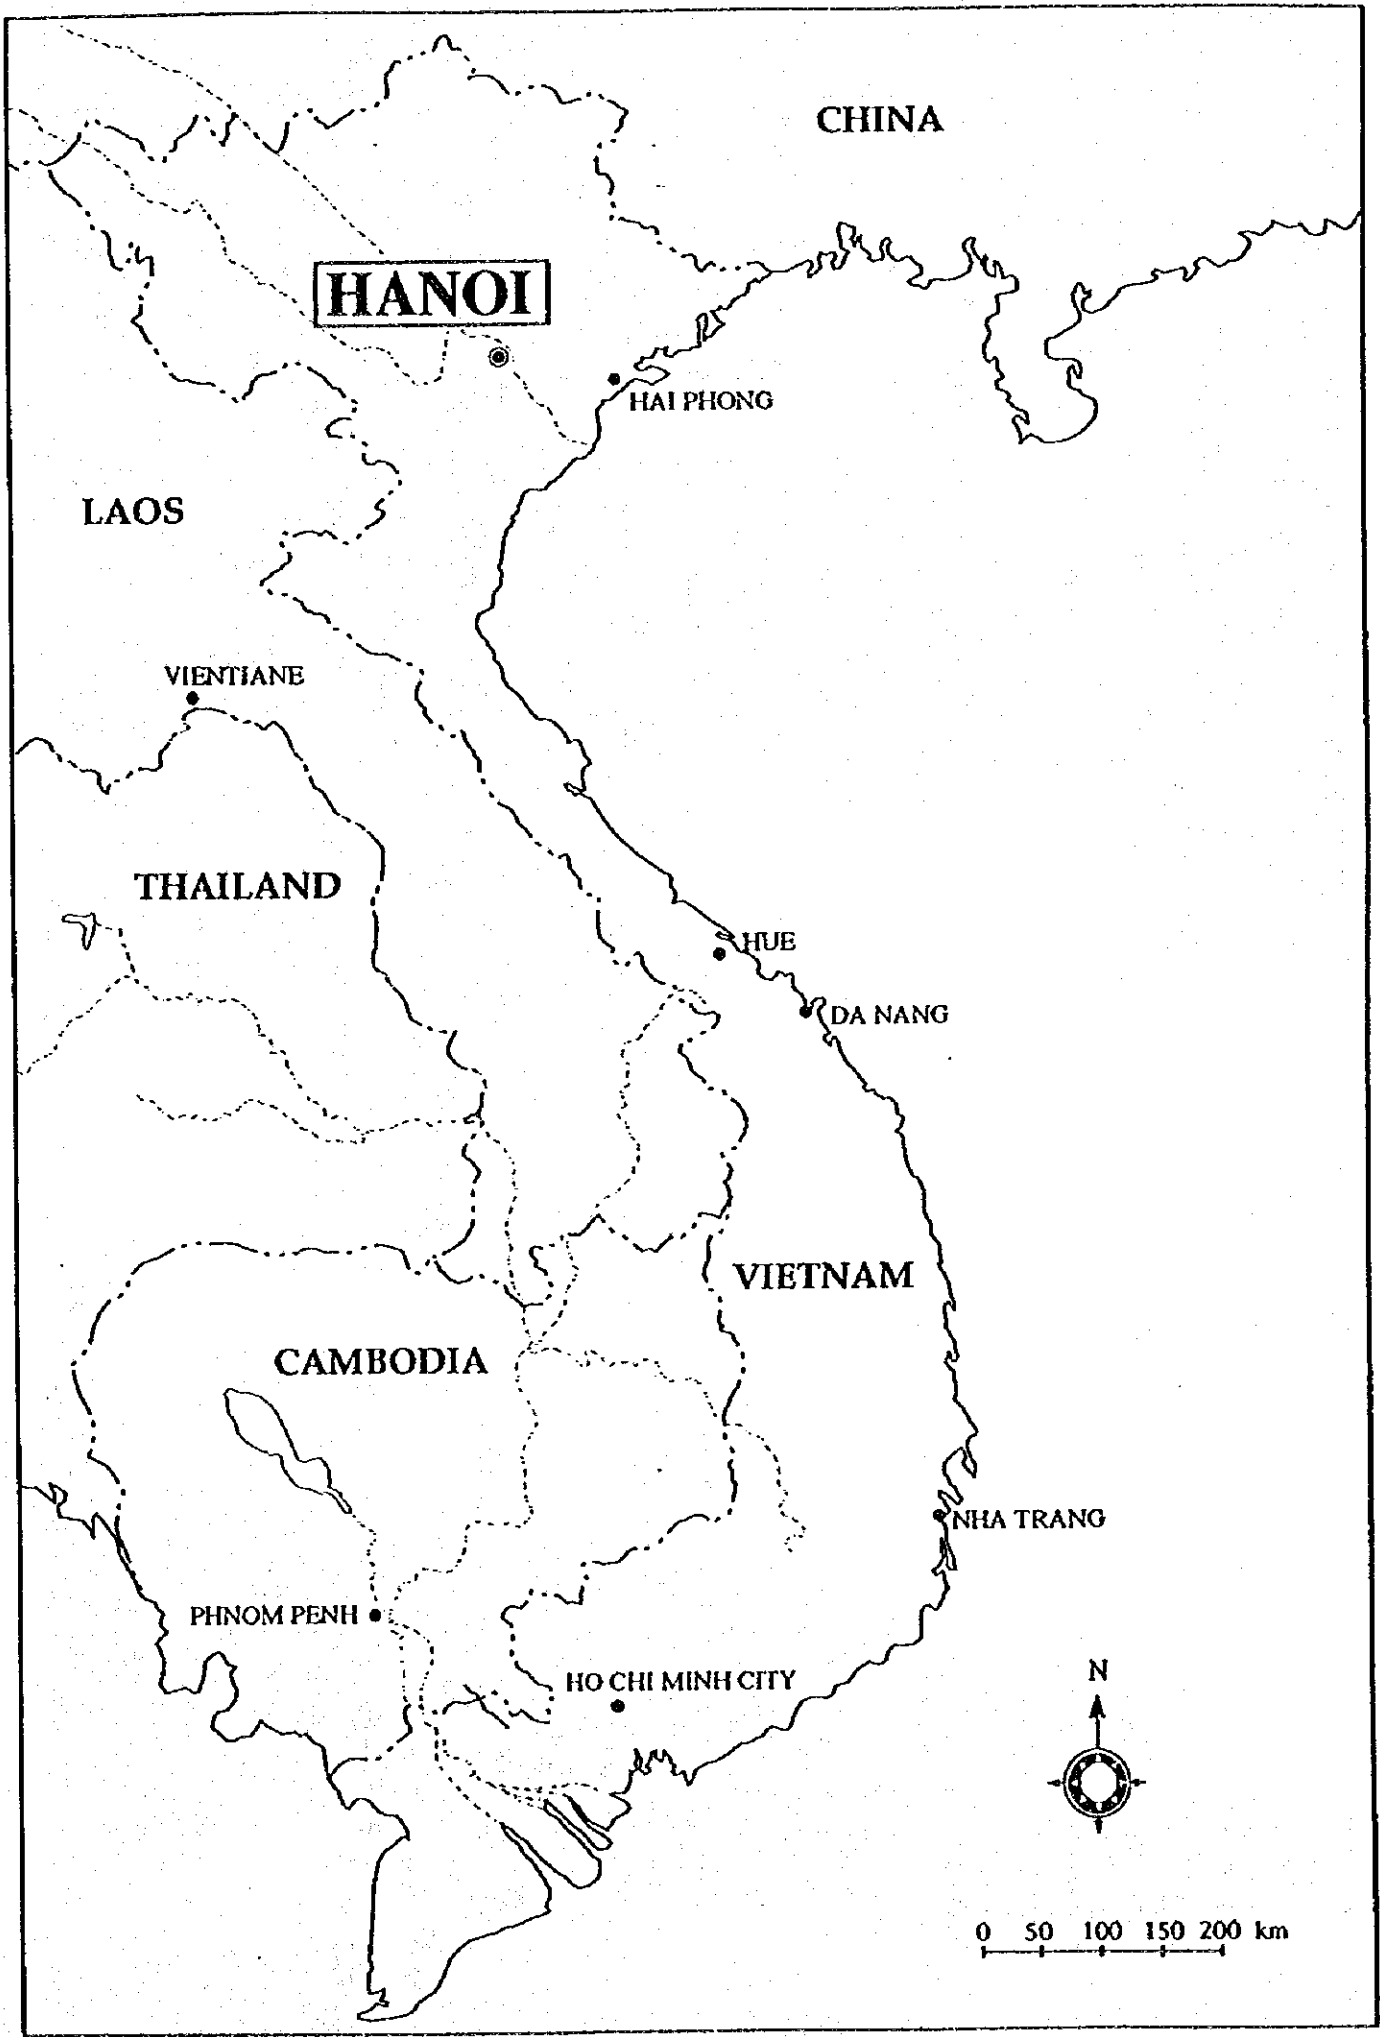 CHINA
HANOI
HAI PHONG
LAOS
VIENTIANE
THAILAND
HUE
DA NANG
VIETNAM
CAMBODIA
NHA TRANG
PHNOM PENH
HO CHI MINH CITY
N
0 50 100 150 200 km